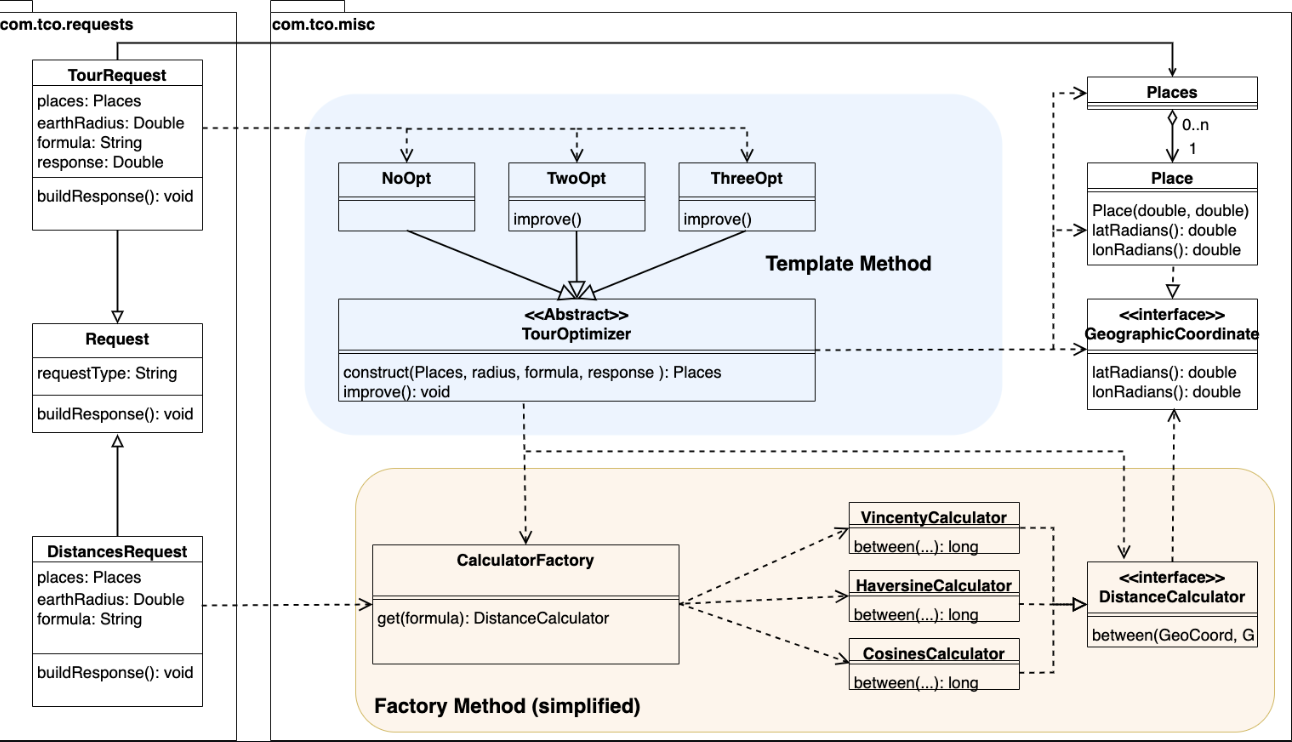 com.tco.requests
com.tco.misc
TourRequest
places: Places
earthRadius: Double
formula: String
response: Double
buildResponse(): void
Places
0..n
1
NoOpt
TwoOpt
improve()
ThreeOpt
improve()
Place
Place(double, double)
latRadians(): double
lonRadians(): double
Template Method
<<Abstract>>
TourOptimizer
construct(Places, radius, formula, response ): Places
improve(): void
<<interface>>
GeographicCoordinate
latRadians(): double
lonRadians(): double
Request
requestType: String
buildResponse(): void
DistancesRequest
places: Places
earthRadius: Double
formula: String
buildResponse(): void
CalculatorFactory
get(formula): DistanceCalculator
VincentyCalculator
between(...): long
HaversineCalculator
between(...): long
CosinesCalculator
between(...): long
<<interface>>
DistanceCalculator
between(GeoCoord, G
Factory Method (simplified)